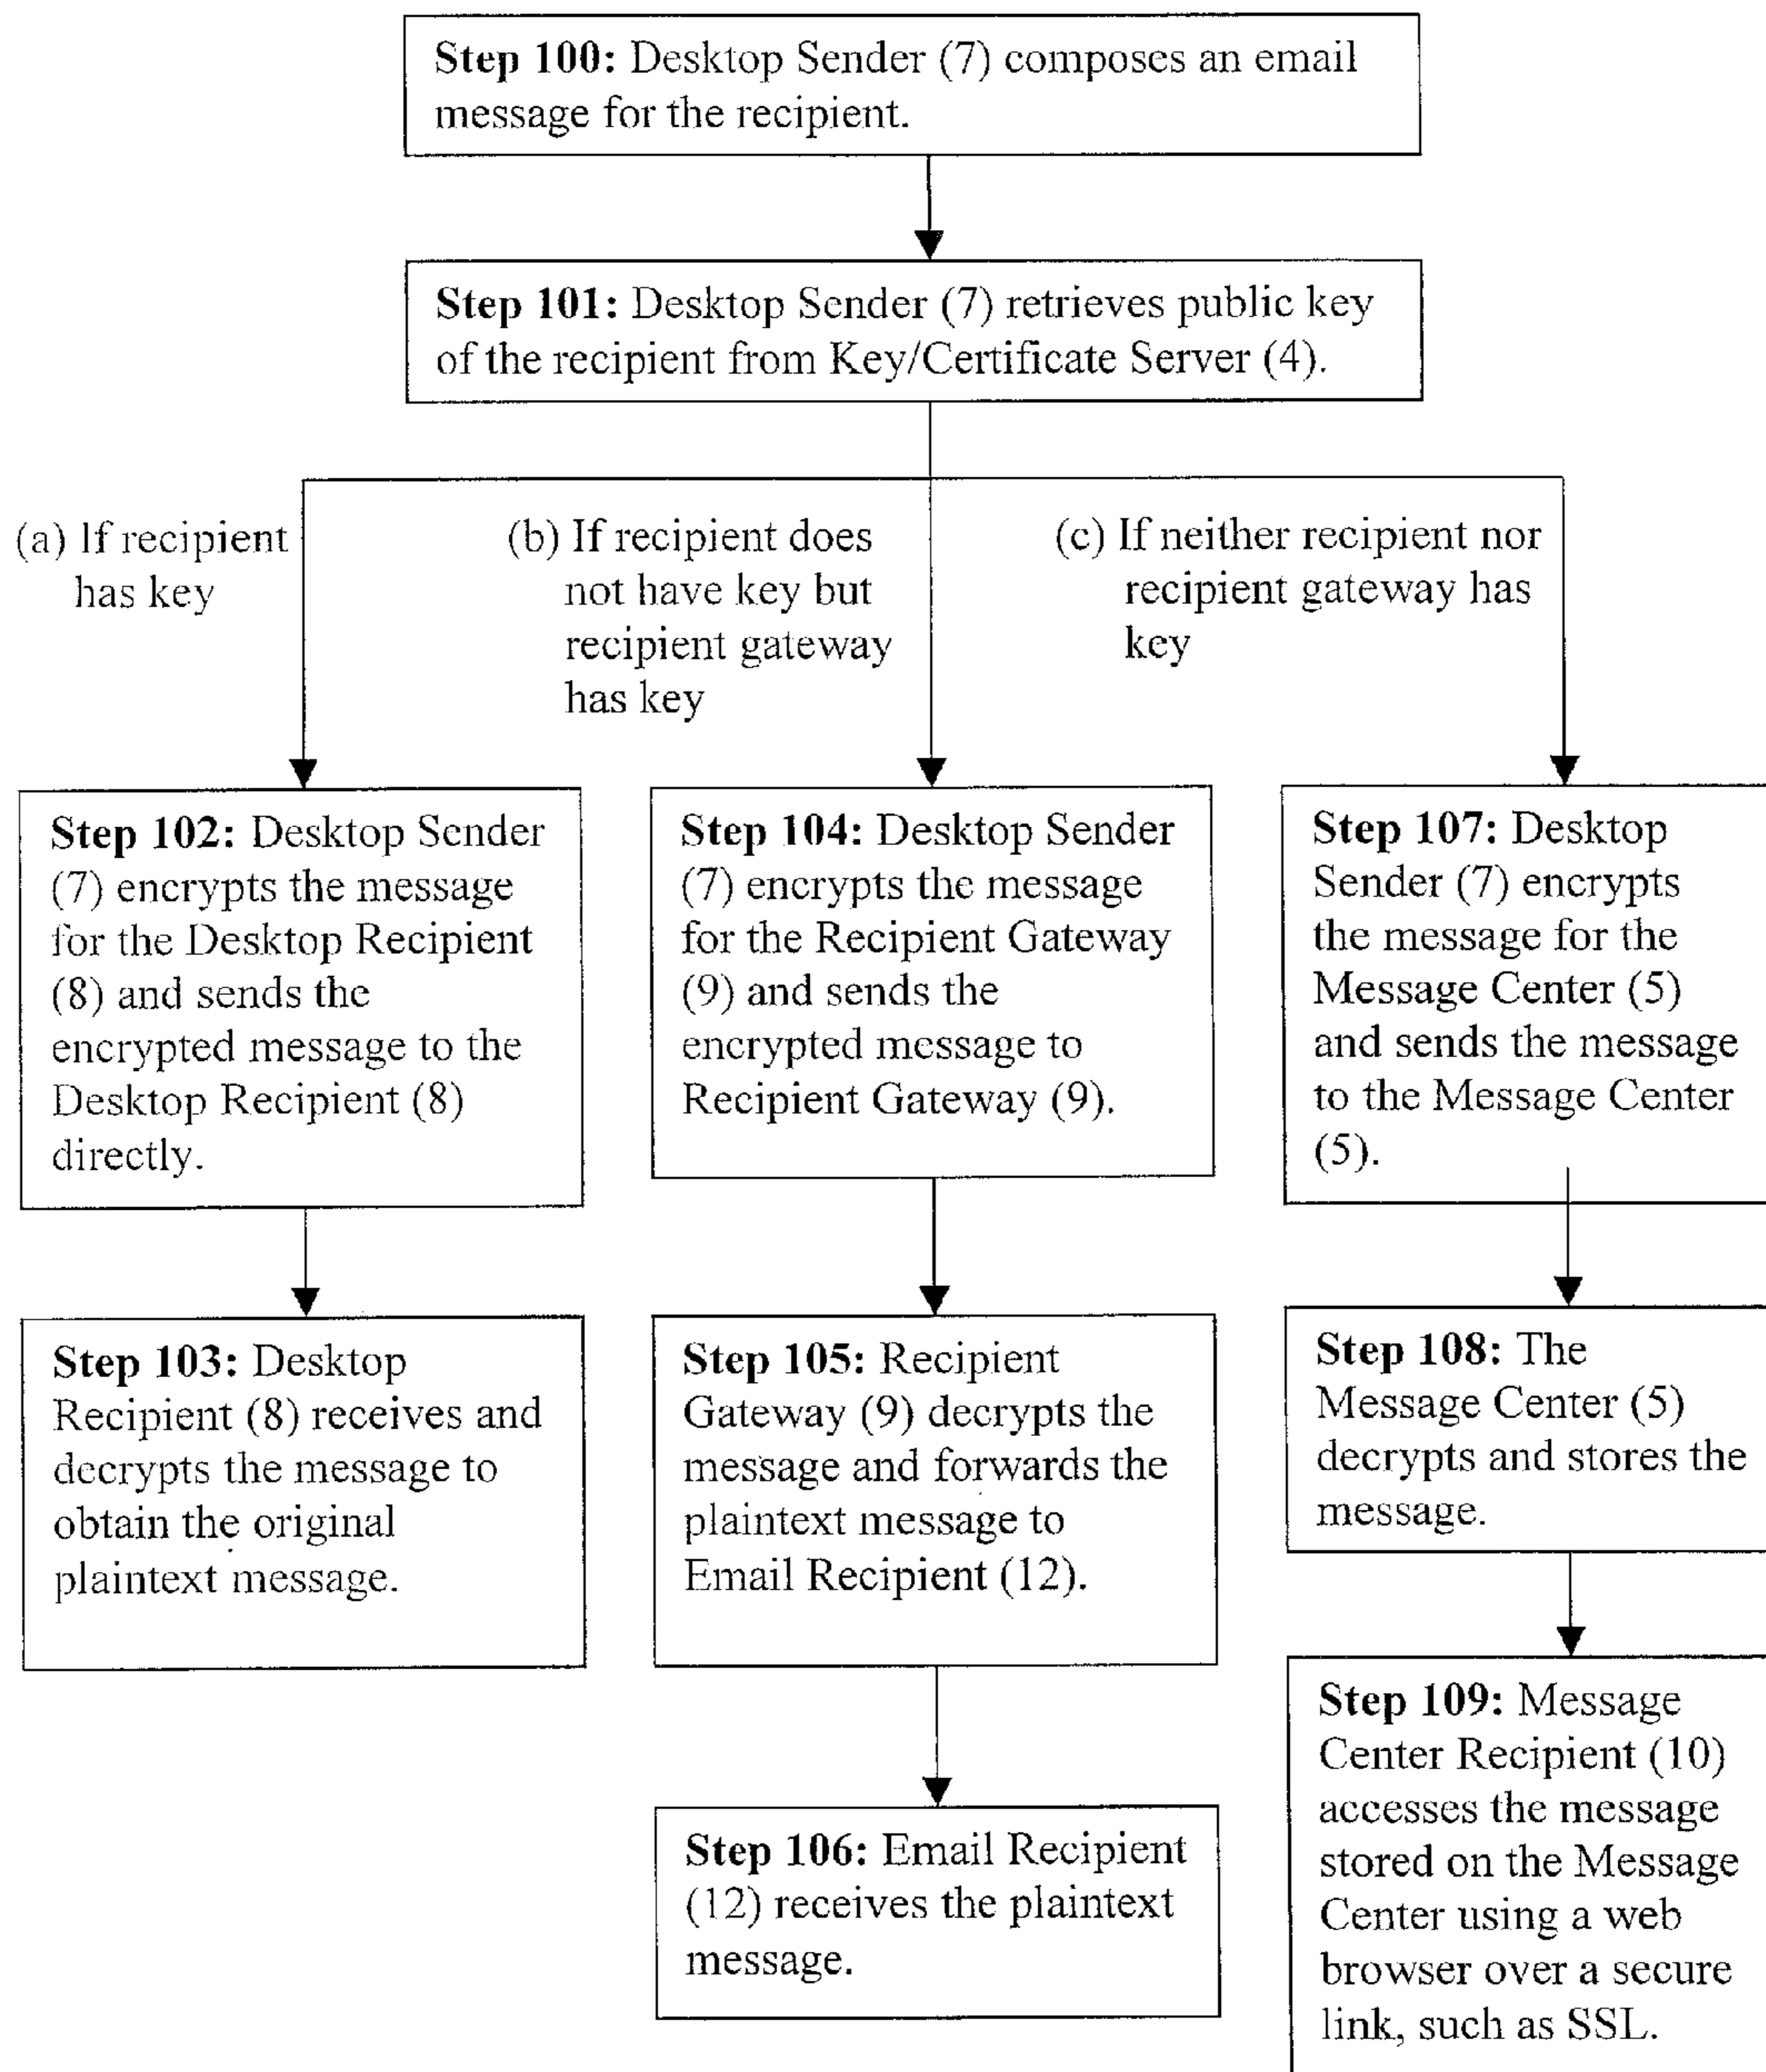 Step 100: Desktop Sender (7) composes an email
message for the recipient.
Step 101: Desktop Sender (7) retrieves public key
of the recipient from Key/Certificate Server (4).
(a) If recipient
has key
(b) If recipient does
not have key but
recipient gateway
has key
(c) If neither recipient nor
recipient gateway has
key
Step 102: Desktop Sender
(7) encrypts the message
for the Desktop Recipient
(8) and sends the
encrypted message to the
Desktop Recipient (8)
directly.
Step 104: Desktop Sender
(7) encrypts the message
for the Recipient Gateway
(9) and sends the
encrypted message to
Recipient Gateway (9).
Step 107: Desktop
Sender (7) encrypts
the message for the
Message Center (5)
and sends the message
to the Message Center
(5).
Step 103: Desktop
Recipient (8) receives and
decrypts the message to
obtain the original
plaintext message.
Step 105: Recipient
Gateway (9) decrypts the
message and forwards the
plaintext message to
Email Recipient (12).
Step 108: The
Message Center (5)
decrypts and stores the
message.
Step 106: Email Recipient
(12) receives the plaintext
message.
Step 109: Message
Center Recipient (10)
accesses the message
stored on the Message
Center using a web
browser over a secure
link, such as SSL.